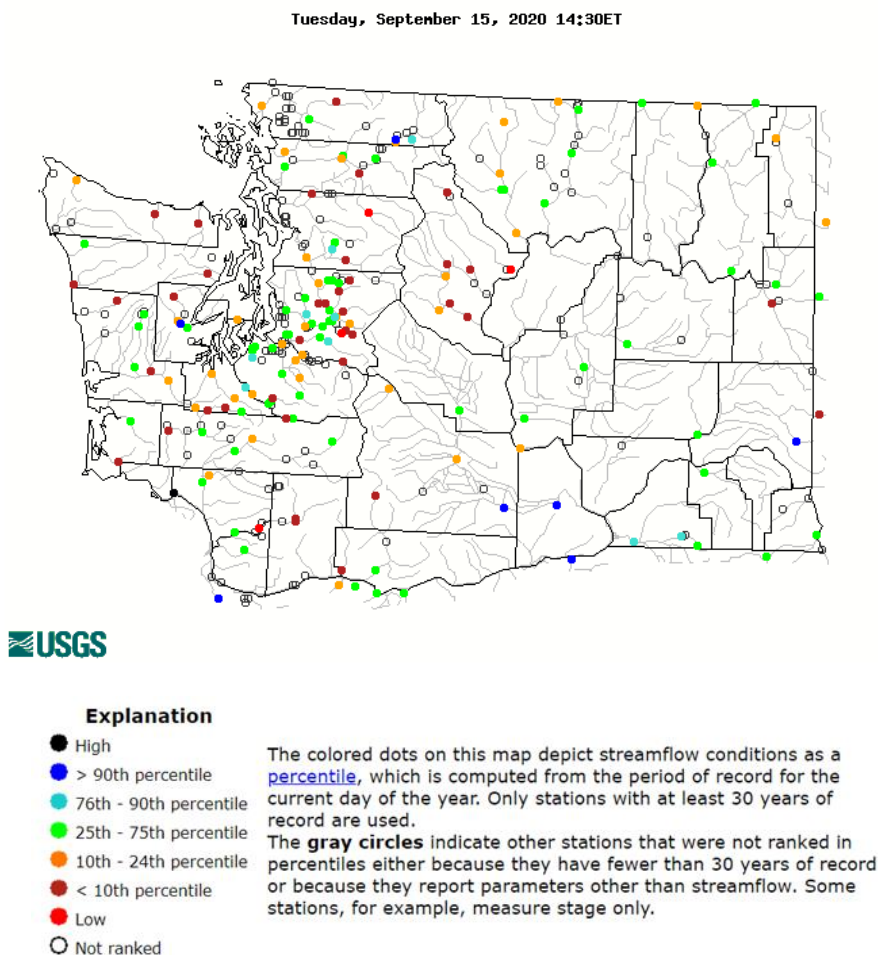 Tuesday, September 15, 2020 14:30ET
USGS
Explanation
High
> 90th percentile
76th - 90th percentile
25th - 75th percentile
10th - 24th percentile
< 10th percentile
Low
Not ranked
The colored dots on this map depict streamflow conditions as a
percentile, which is computed from the period of record for the
current day of the year. Only stations with at least 30 years of
record are used.
The gray circles indicate other stations that were not ranked in
percentiles either because they have fewer than 30 years of record
or because they report parameters other than streamflow. Some
stations, for example, measure stage only.